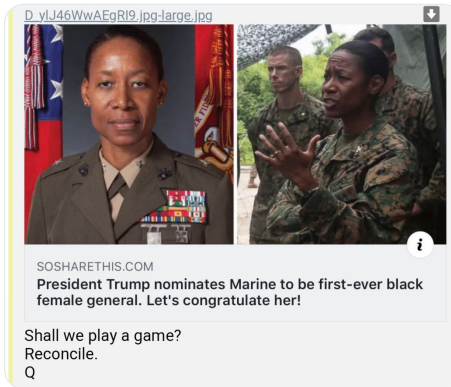 D_ylJ46WwAEgRI9.jpg-large.jpg
i
SOSHARETHIS.COM
President Trump nominates Marine to be first-ever black
female general. Let's congratulate her!
Shall we play a game?
Reconcile.
Q